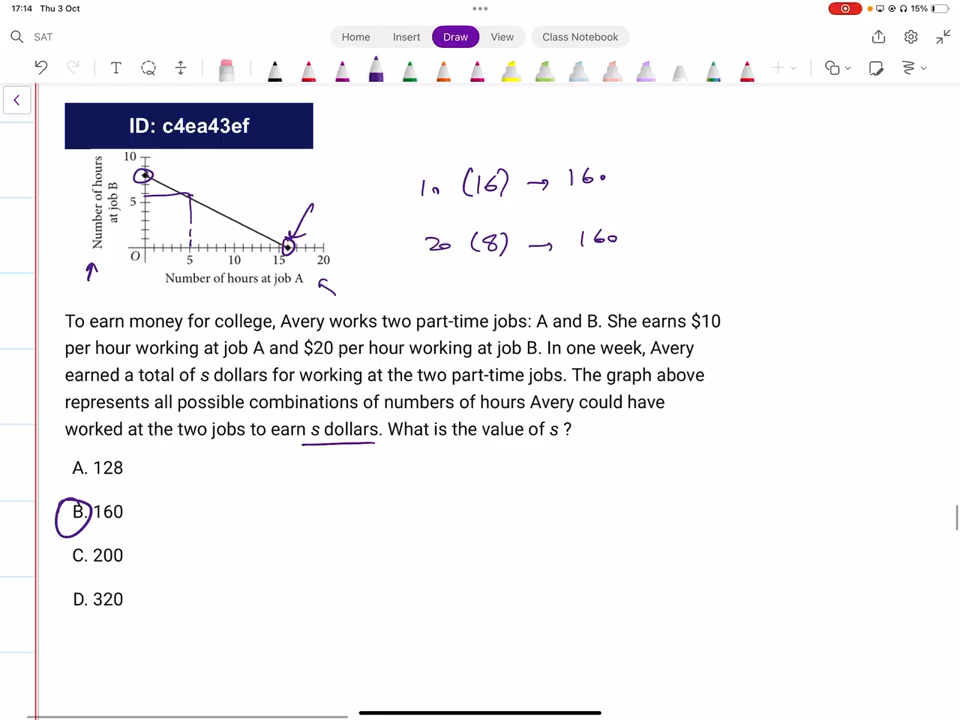 17:14 Thu 3 Oct
15%
SAT
Home Insert Draw View Class Notebook
ID: c4ea43ef
10 (16) → 160
20 (8) → 160
10
5
O 5 10 15 20
Number of hours
at job B
Number of hours at job A
To earn money for college, Avery works two part-time jobs: A and B. She earns $10
per hour working at job A and $20 per hour working at job B. In one week, Avery
earned a total of s dollars for working at the two part-time jobs. The graph above
represents all possible combinations of numbers of hours Avery could have
worked at the two jobs to earn s dollars. What is the value of s ?
A. 128
B. 160
C. 200
D. 320